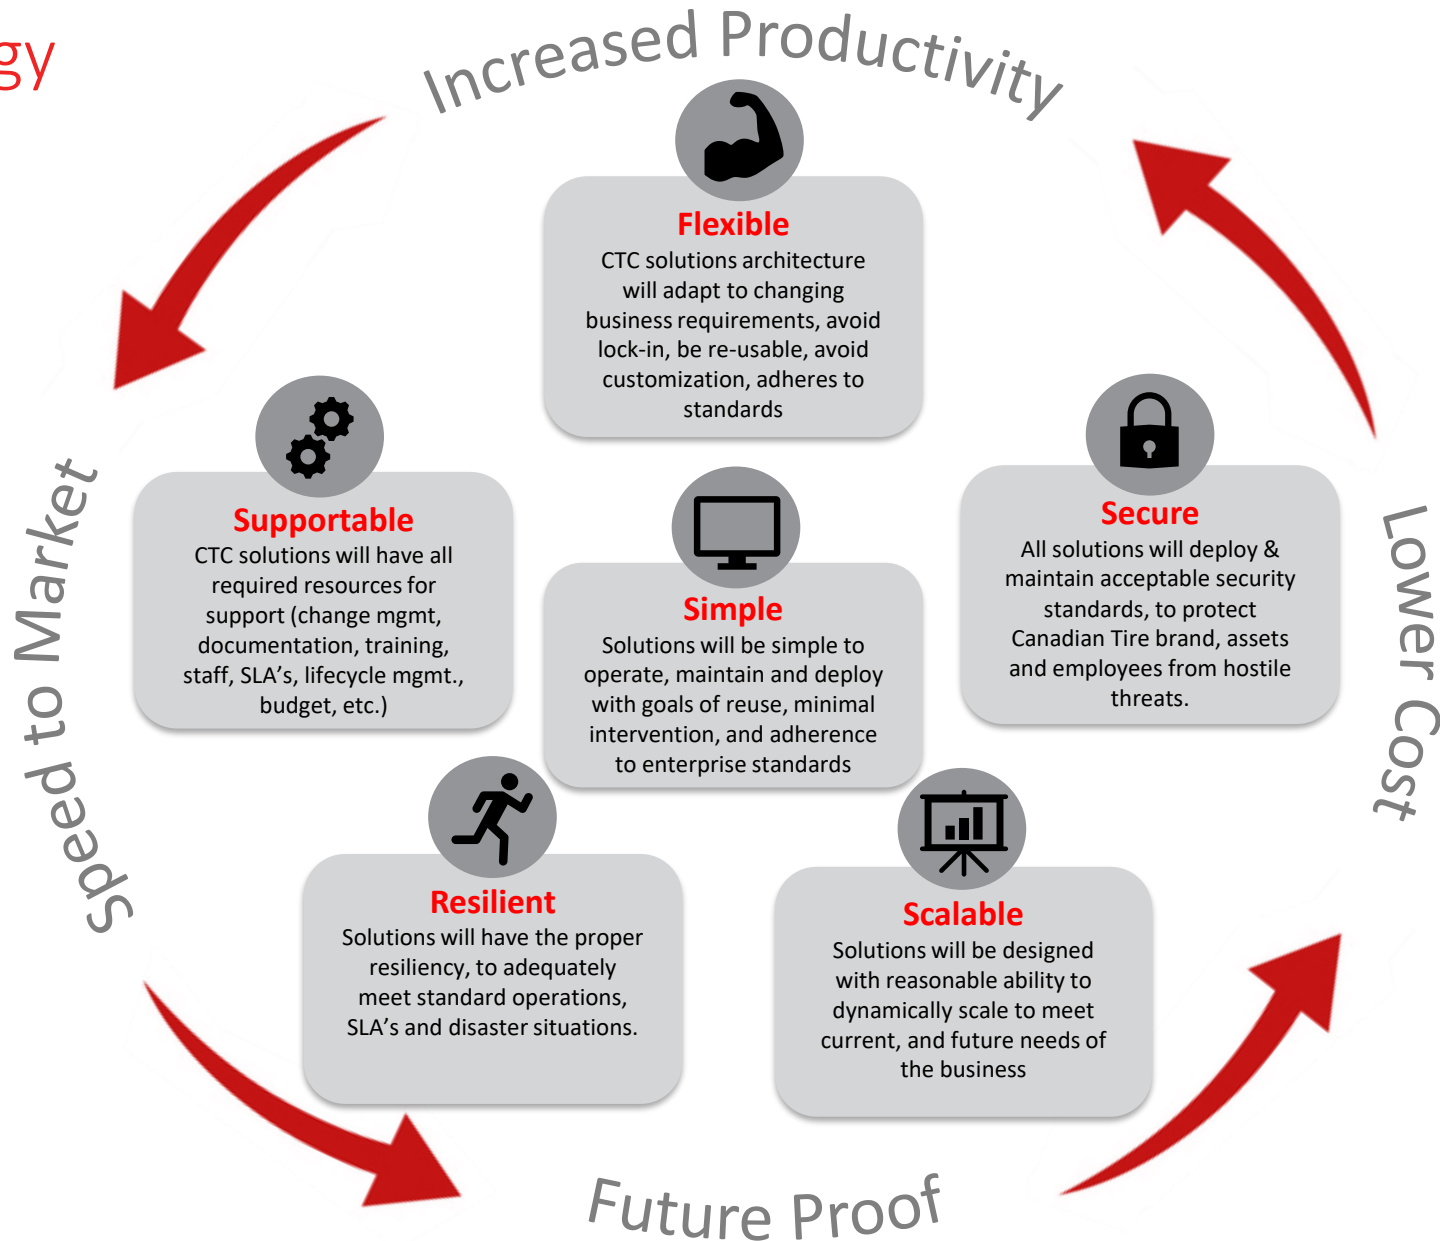 gy
Increased Productivity
Flexible
CTC solutions architecture
will adapt to changing
business requirements, avoid
lock-in, be re-usable, avoid
customization, adheres to
standards
Speed to Market
Supportable
CTC solutions will have all
required resources for
support (change mgmt,
documentation, training,
staff, SLA's, lifecycle mgmt.,
budget, etc.)
Simple
Solutions will be simple to
operate, maintain and deploy
with goals of reuse, minimal
intervention, and adherence
to enterprise standards
Secure
All solutions will deploy &
maintain acceptable security
standards, to protect
Canadian Tire brand, assets
and employees from hostile
threats.
Lower Cost
Resilient
Solutions will have the proper
resiliency, to adequately
meet standard operations,
SLA's and disaster situations.
Scalable
Solutions will be designed
with reasonable ability to
dynamically scale to meet
current, and future needs of
the business
Future Proof